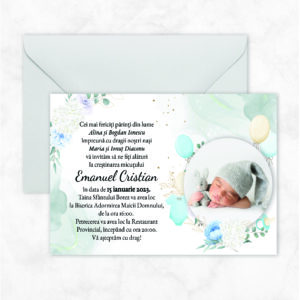 Cei mai fericiți părinți din lume
Alina și Bogdan Ionescu
Împreună cu dragii noștri nași
Maria și Ionuț Diaconu
vă invităm să ne fiți alături
la creștinarea micuțului
Emanuel Cristian
în data de 15 ianuarie 2023.
Taina Sfântului Botez va avea loc
la Biserica Adormirea Maicii Domnului,
de la ora 16:00.
Petrecerea va avea loc la Restaurant
Provincial, începând cu ora 20:00.
Vă așteptăm cu drag!